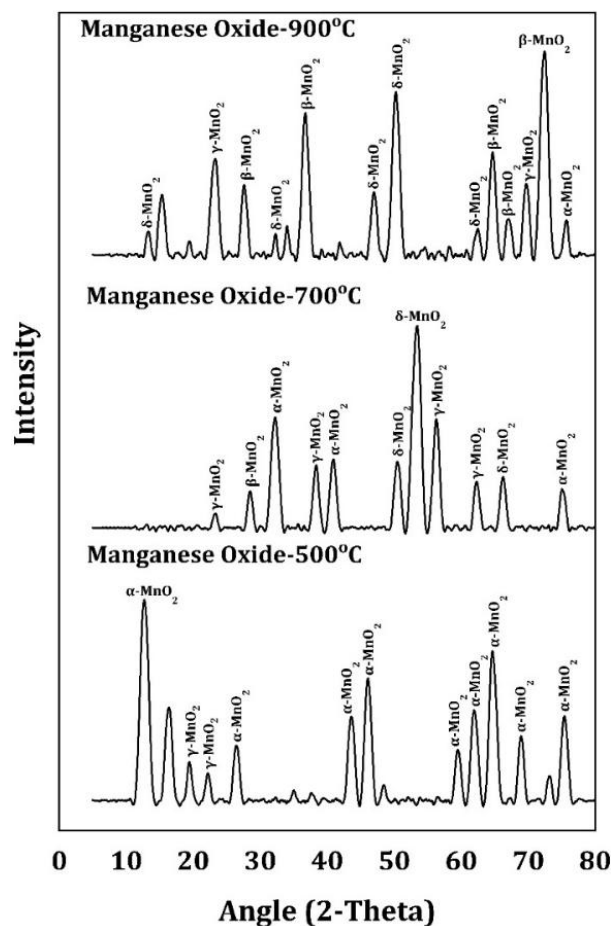 Manganese Oxide-900°C
δ-MnO₂
γ-MnO₂
β-MnO₂
δ-MnO₂
β-MnO₂
δ-MnO₂
δ-MnO₂
δ-MnO₂
β-MnO₂
β-MnO₂
γ-MnO₂
β-MnO₂
α-MnO₂
Manganese Oxide-700°C
γ-MnO₂
β-MnO₂
α-MnO₂
γ-MnO₂
α-MnO₂
δ-MnO₂
δ-MnO₂
γ-MnO₂
γ-MnO₂
δ-MnO₂
α-MnO₂
Manganese Oxide-500°C
α-MnO₂
γ-MnO₂
γ-MnO₂
α-MnO₂
α-MnO₂
α-MnO₂
α-MnO₂
α-MnO₂
α-MnO₂
α-MnO₂
α-MnO₂
Intensity
0 10 20 30 40 50 60 70 80
Angle (2-Theta)